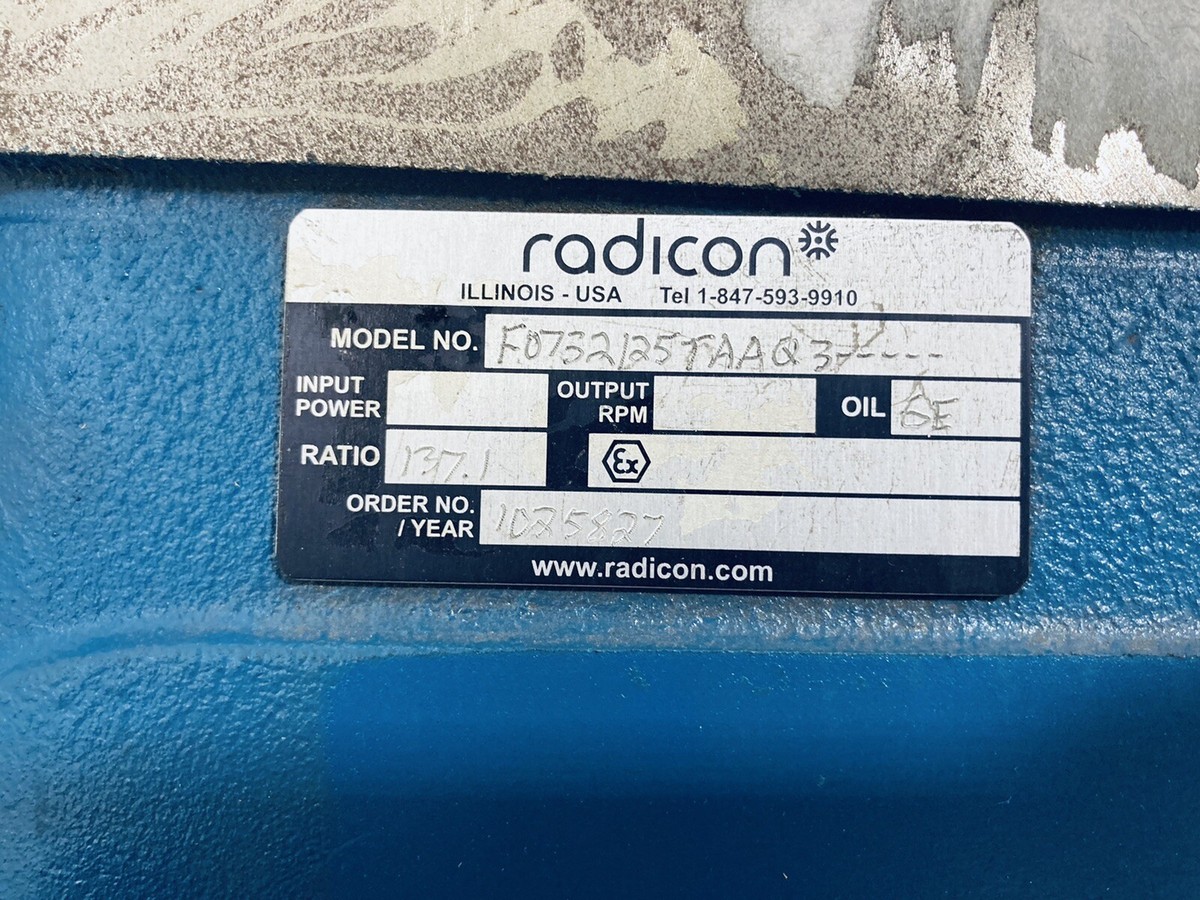 radicon
ILLINOIS - USA Tel 1-847-593-9910
MODEL NO. F0732125TAAQ3-----
INPUT POWER
OUTPUT RPM
OIL 6E
RATIO 137.1
Ex
ORDER NO. / YEAR 1025827
www.radicon.com